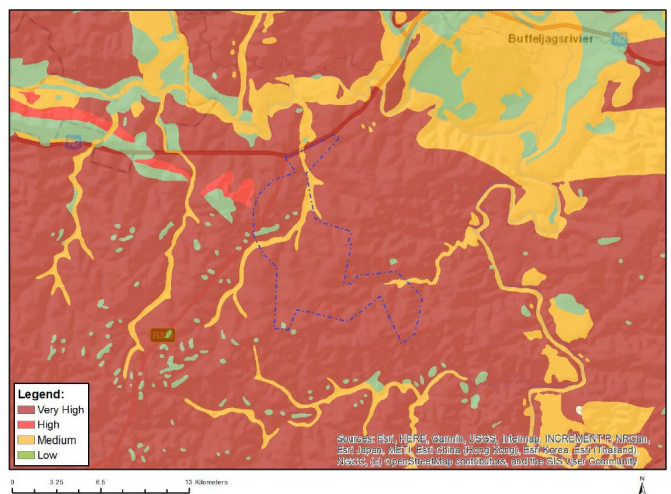 Buffeljagsrivier
N2
N2
Legend:
Very High
High
Medium
Low
Sources: Esri, HERE, Garmin, USGS, Intermap, INCREMENT P, NRCan,
Esri Japan, METI, Esri China (Hong Kong), Esri Korea, Esri (Thailand),
NGCC, (c) OpenStreetMap contributors, and the GIS User Community
0 3.25 6.5 13 Kilometers
N